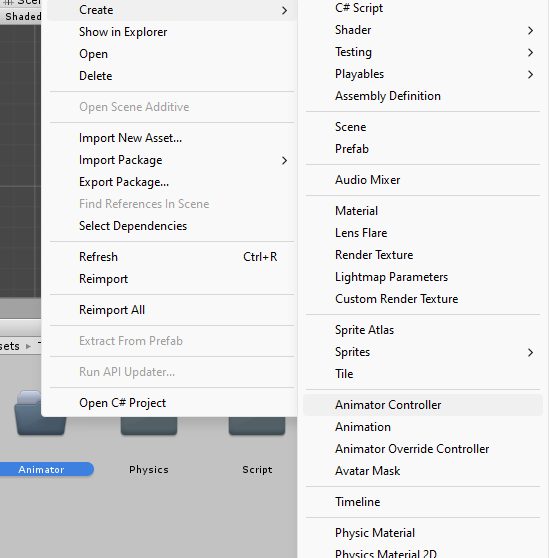 Scen
Shaded
Create
Show in Explorer
Open
Delete
Open Scene Additive
Import New Asset...
Import Package
Export Package...
Find References In Scene
Select Dependencies
Refresh Ctrl+R
Reimport
Reimport All
Extract From Prefab
Run API Updater...
Open C# Project
C# Script
Shader
Testing
Playables
Assembly Definition
Scene
Prefab
Audio Mixer
Material
Lens Flare
Render Texture
Lightmap Parameters
Custom Render Texture
Sprite Atlas
Sprites
Tile
Animator Controller
Animation
Animator Override Controller
Avatar Mask
Timeline
Physic Material
Physics Material 2D
sets
Animator
Physics
Script